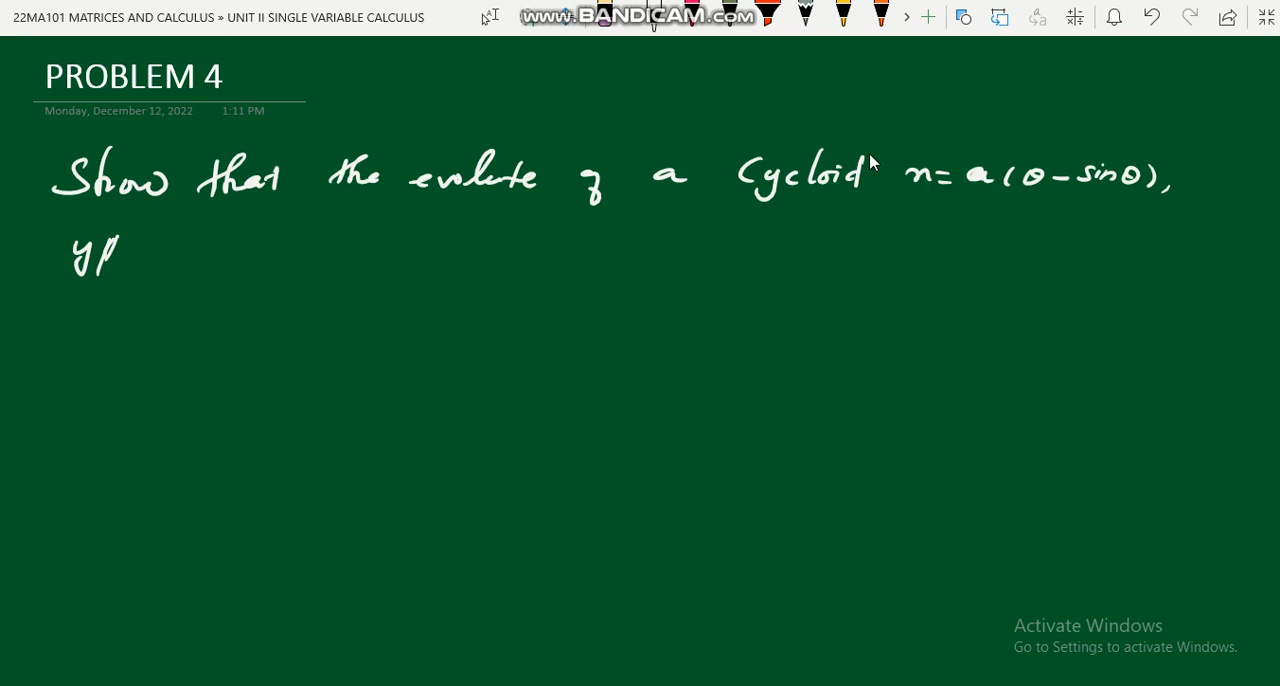 22MA101 MATRICES AND CALCULUS » UNIT II SINGLE VARIABLE CALCULUS
www.BANDICAM.com
PROBLEM 4
Monday, December 12, 2022 1:11 PM
Show that the evolute of a Cycloid x = a(θ - sinθ),
y
Activate Windows
Go to Settings to activate Windows.